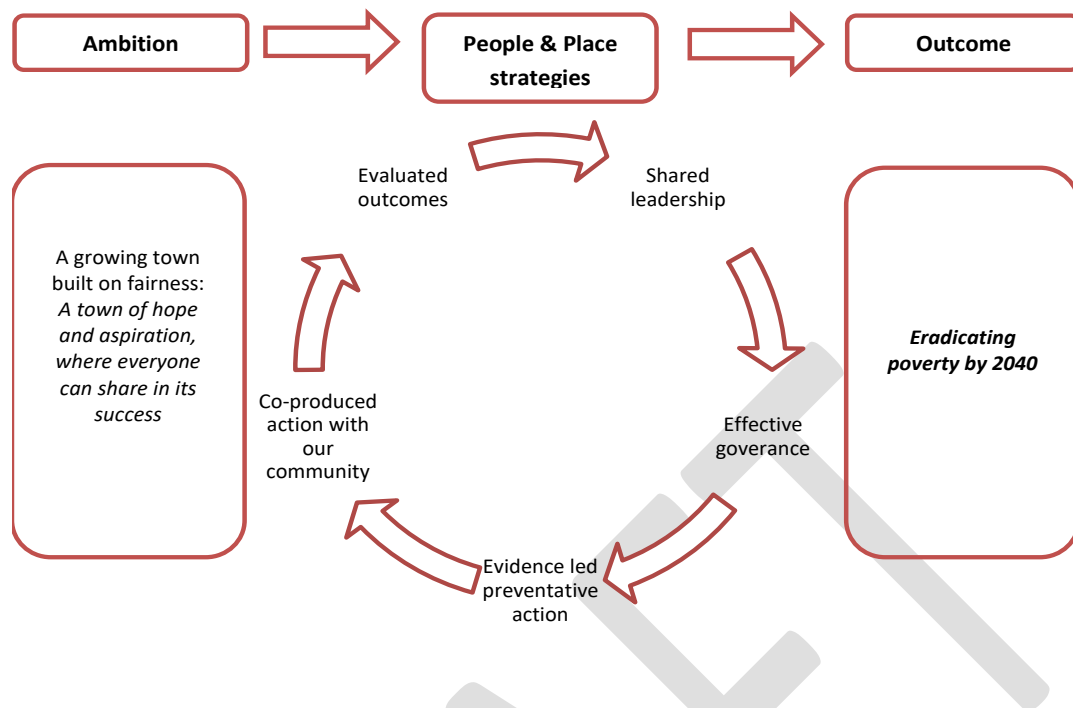 Ambition
People & Place
strategies
Outcome
Evaluated
outcomes
Shared
leadership
A growing town
built on fairness:
A town of hope
and aspiration,
where everyone
can share in its
success
Eradicating
poverty by 2040
Co-produced
action with
our
community
Effective
goverance
Evidence led
preventative
action